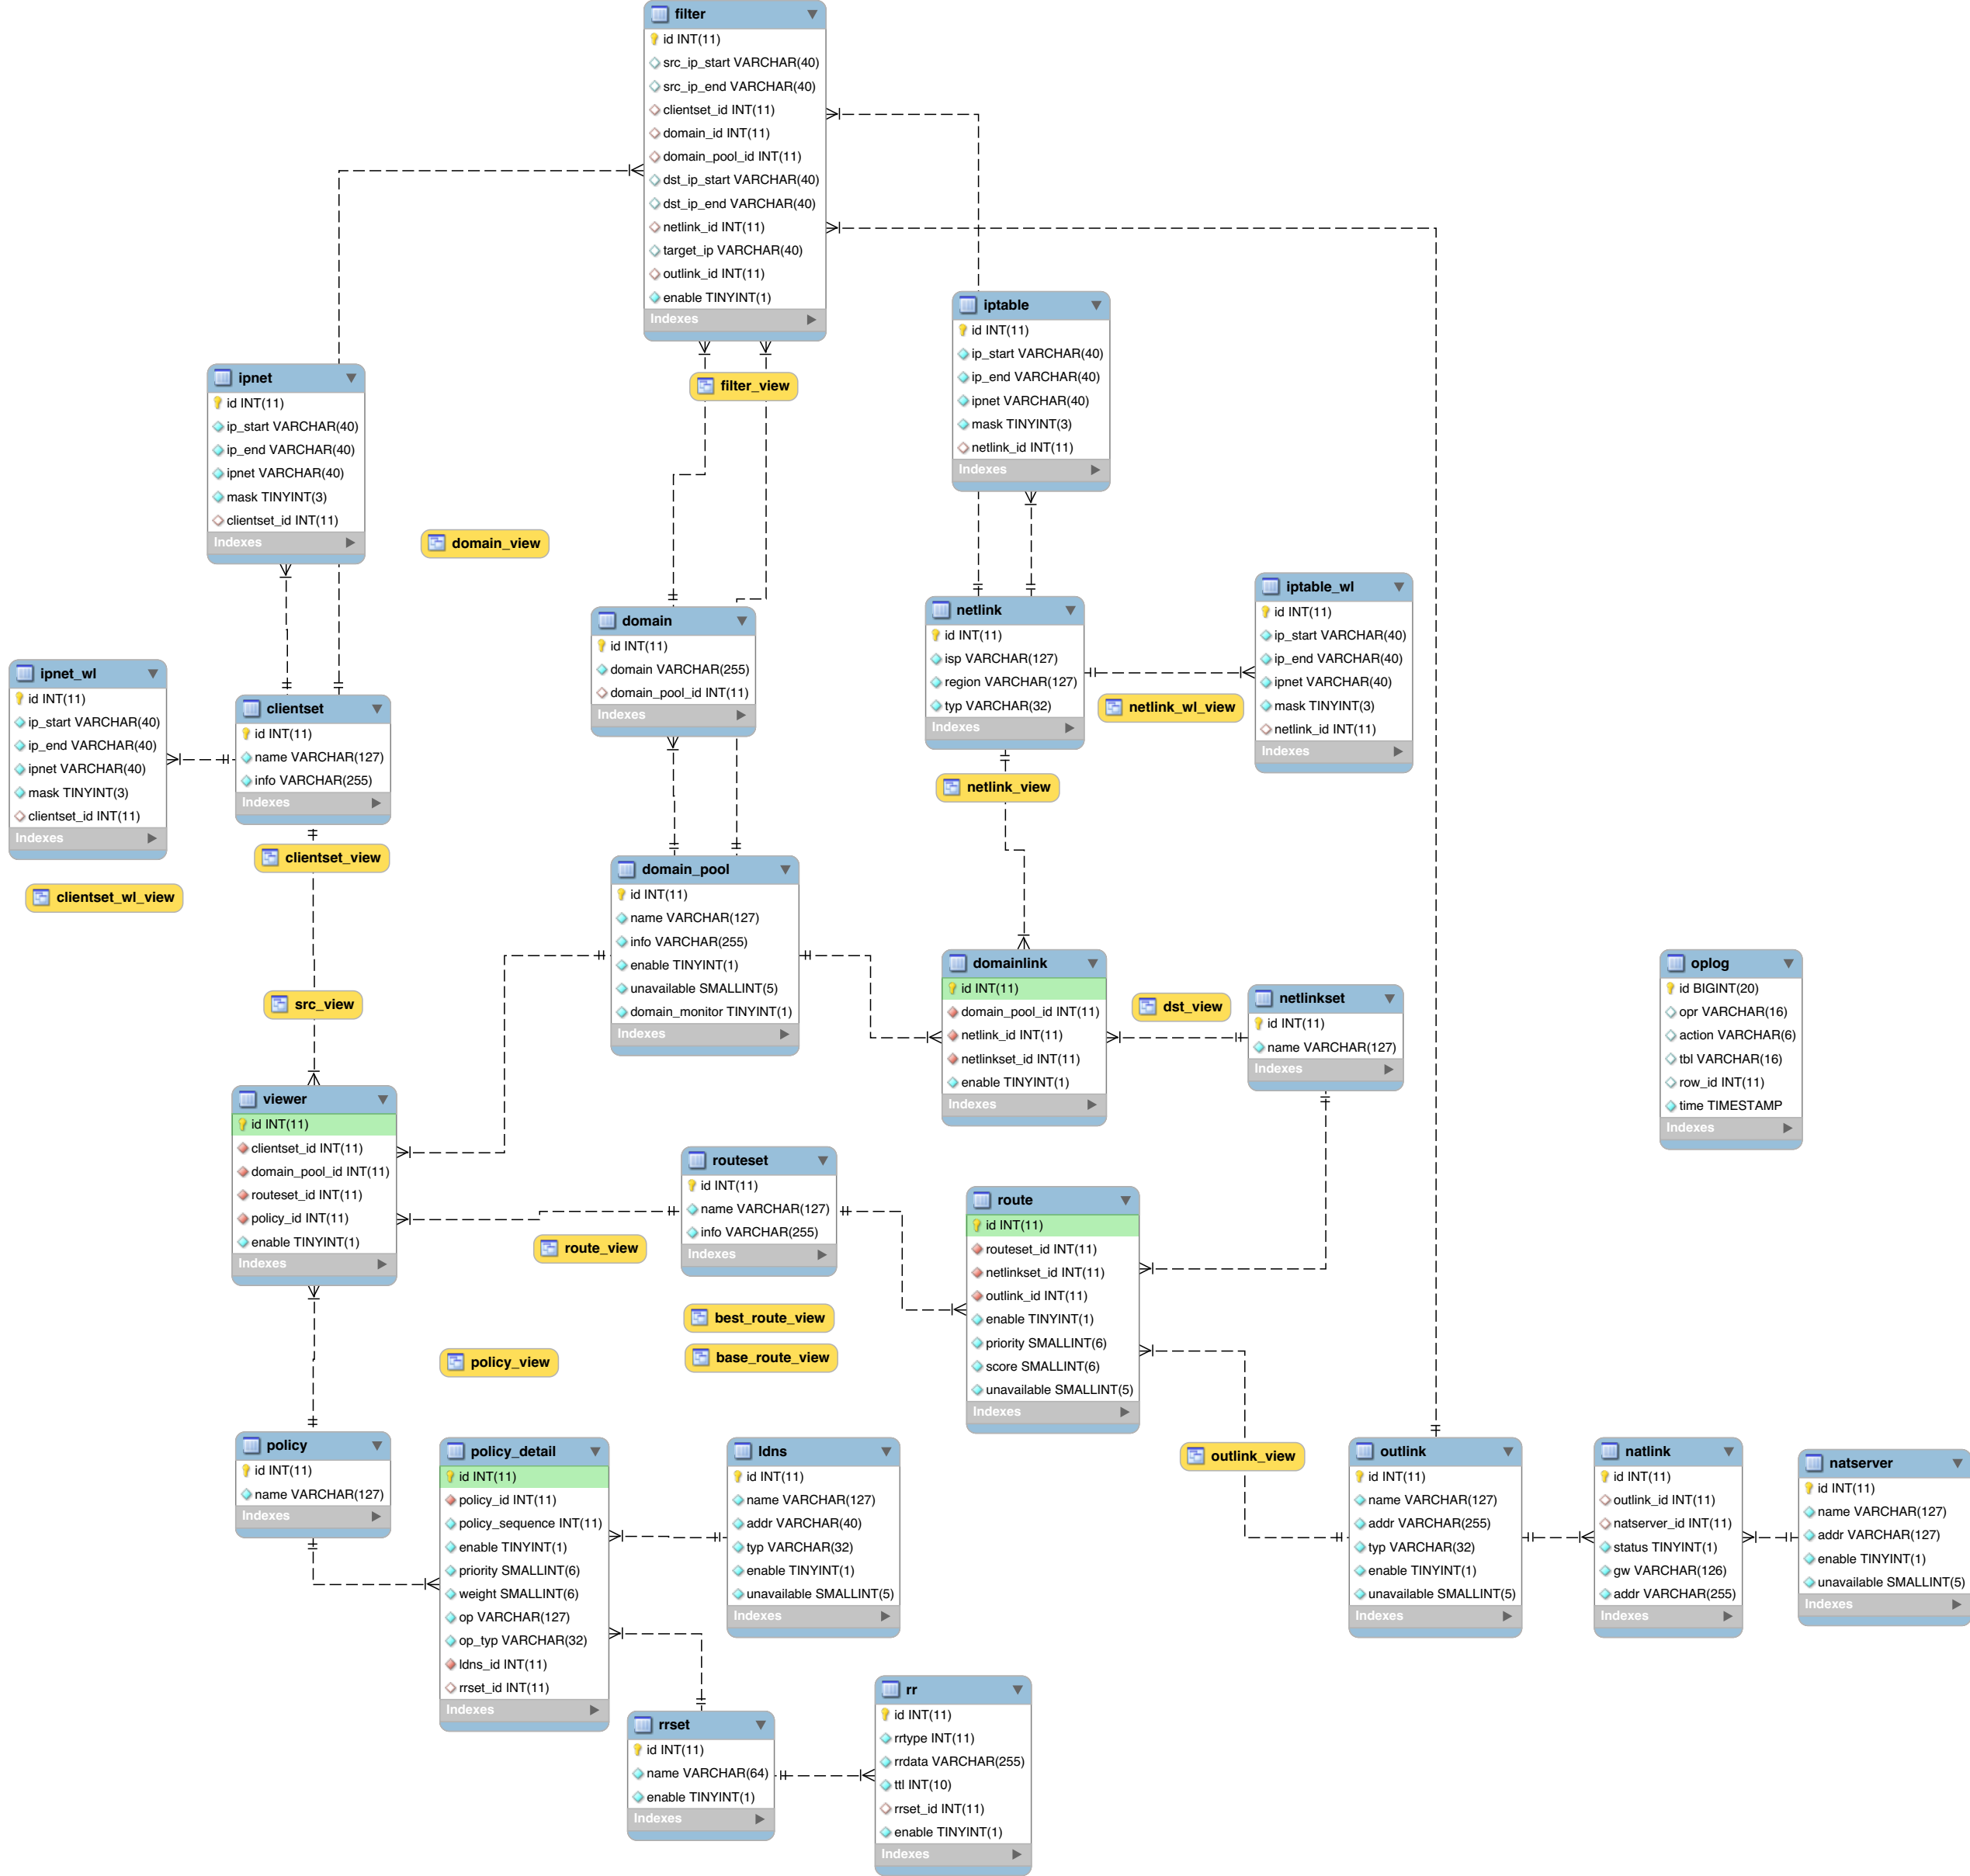 filter
id INT(11)
src_ip_start VARCHAR(40)
src_ip_end VARCHAR(40)
clientset_id INT(11)
domain_id INT(11)
domain_pool_id INT(11)
dst_ip_start VARCHAR(40)
dst_ip_end VARCHAR(40)
netlink_id INT(11)
target_ip VARCHAR(40)
outlink_id INT(11)
enable TINYINT(1)
Indexes
filter_view
iptable
id INT(11)
ip_start VARCHAR(40)
ip_end VARCHAR(40)
ipnet VARCHAR(40)
mask TINYINT(3)
netlink_id INT(11)
Indexes
ipnet
id INT(11)
ip_start VARCHAR(40)
ip_end VARCHAR(40)
ipnet VARCHAR(40)
mask TINYINT(3)
clientset_id INT(11)
Indexes
domain_view
domain
id INT(11)
domain VARCHAR(255)
domain_pool_id INT(11)
Indexes
netlink
id INT(11)
isp VARCHAR(127)
region VARCHAR(127)
typ VARCHAR(32)
Indexes
netlink_wl_view
iptable_wl
id INT(11)
ip_start VARCHAR(40)
ip_end VARCHAR(40)
ipnet VARCHAR(40)
mask TINYINT(3)
netlink_id INT(11)
Indexes
ipnet_wl
id INT(11)
ip_start VARCHAR(40)
ip_end VARCHAR(40)
ipnet VARCHAR(40)
mask TINYINT(3)
clientset_id INT(11)
Indexes
clientset
id INT(11)
name VARCHAR(127)
info VARCHAR(255)
Indexes
clientset_view
clientset_wl_view
netlink_view
domain_pool
id INT(11)
name VARCHAR(127)
info VARCHAR(255)
enable TINYINT(1)
unavailable SMALLINT(5)
domain_monitor TINYINT(1)
Indexes
src_view
domainlink
id INT(11)
domain_pool_id INT(11)
netlink_id INT(11)
netlinkset_id INT(11)
enable TINYINT(1)
Indexes
dst_view
netlinkset
id INT(11)
name VARCHAR(127)
Indexes
oplog
id BIGINT(20)
opr VARCHAR(16)
action VARCHAR(6)
tbl VARCHAR(16)
row_id INT(11)
time TIMESTAMP
Indexes
viewer
id INT(11)
clientset_id INT(11)
domain_pool_id INT(11)
routeset_id INT(11)
policy_id INT(11)
enable TINYINT(1)
Indexes
routeset
id INT(11)
name VARCHAR(127)
info VARCHAR(255)
Indexes
route_view
best_route_view
base_route_view
route
id INT(11)
routeset_id INT(11)
netlinkset_id INT(11)
outlink_id INT(11)
enable TINYINT(1)
priority SMALLINT(6)
score SMALLINT(6)
unavailable SMALLINT(5)
Indexes
policy_view
policy
id INT(11)
name VARCHAR(127)
Indexes
policy_detail
id INT(11)
policy_id INT(11)
policy_sequence INT(11)
enable TINYINT(1)
priority SMALLINT(6)
weight SMALLINT(6)
op VARCHAR(127)
op_typ VARCHAR(32)
ldns_id INT(11)
rrset_id INT(11)
Indexes
ldns
id INT(11)
name VARCHAR(127)
addr VARCHAR(40)
typ VARCHAR(32)
enable TINYINT(1)
unavailable SMALLINT(5)
Indexes
outlink_view
outlink
id INT(11)
name VARCHAR(127)
addr VARCHAR(255)
typ VARCHAR(32)
enable TINYINT(1)
unavailable SMALLINT(5)
Indexes
natlink
id INT(11)
outlink_id INT(11)
natserver_id INT(11)
status TINYINT(1)
gw VARCHAR(126)
addr VARCHAR(255)
Indexes
natserver
id INT(11)
name VARCHAR(127)
addr VARCHAR(127)
enable TINYINT(1)
unavailable SMALLINT(5)
Indexes
rrset
id INT(11)
name VARCHAR(64)
enable TINYINT(1)
Indexes
rr
id INT(11)
rrtype INT(11)
rrdata VARCHAR(255)
ttl INT(10)
rrset_id INT(11)
enable TINYINT(1)
Indexes